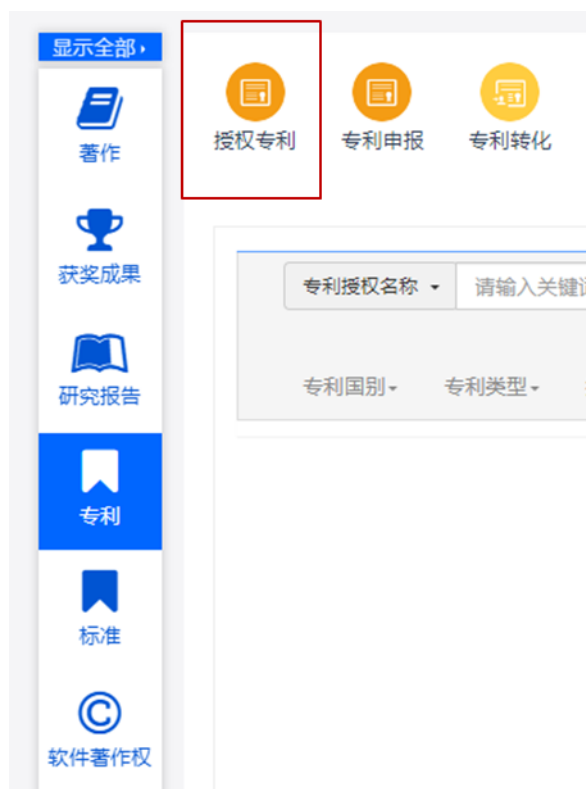 显示全部
著作
获奖成果
研究报告
专利
标准
软件著作权
授权专利 专利申报 专利转化
专利授权名称 请输入关键
专利国别 专利类型